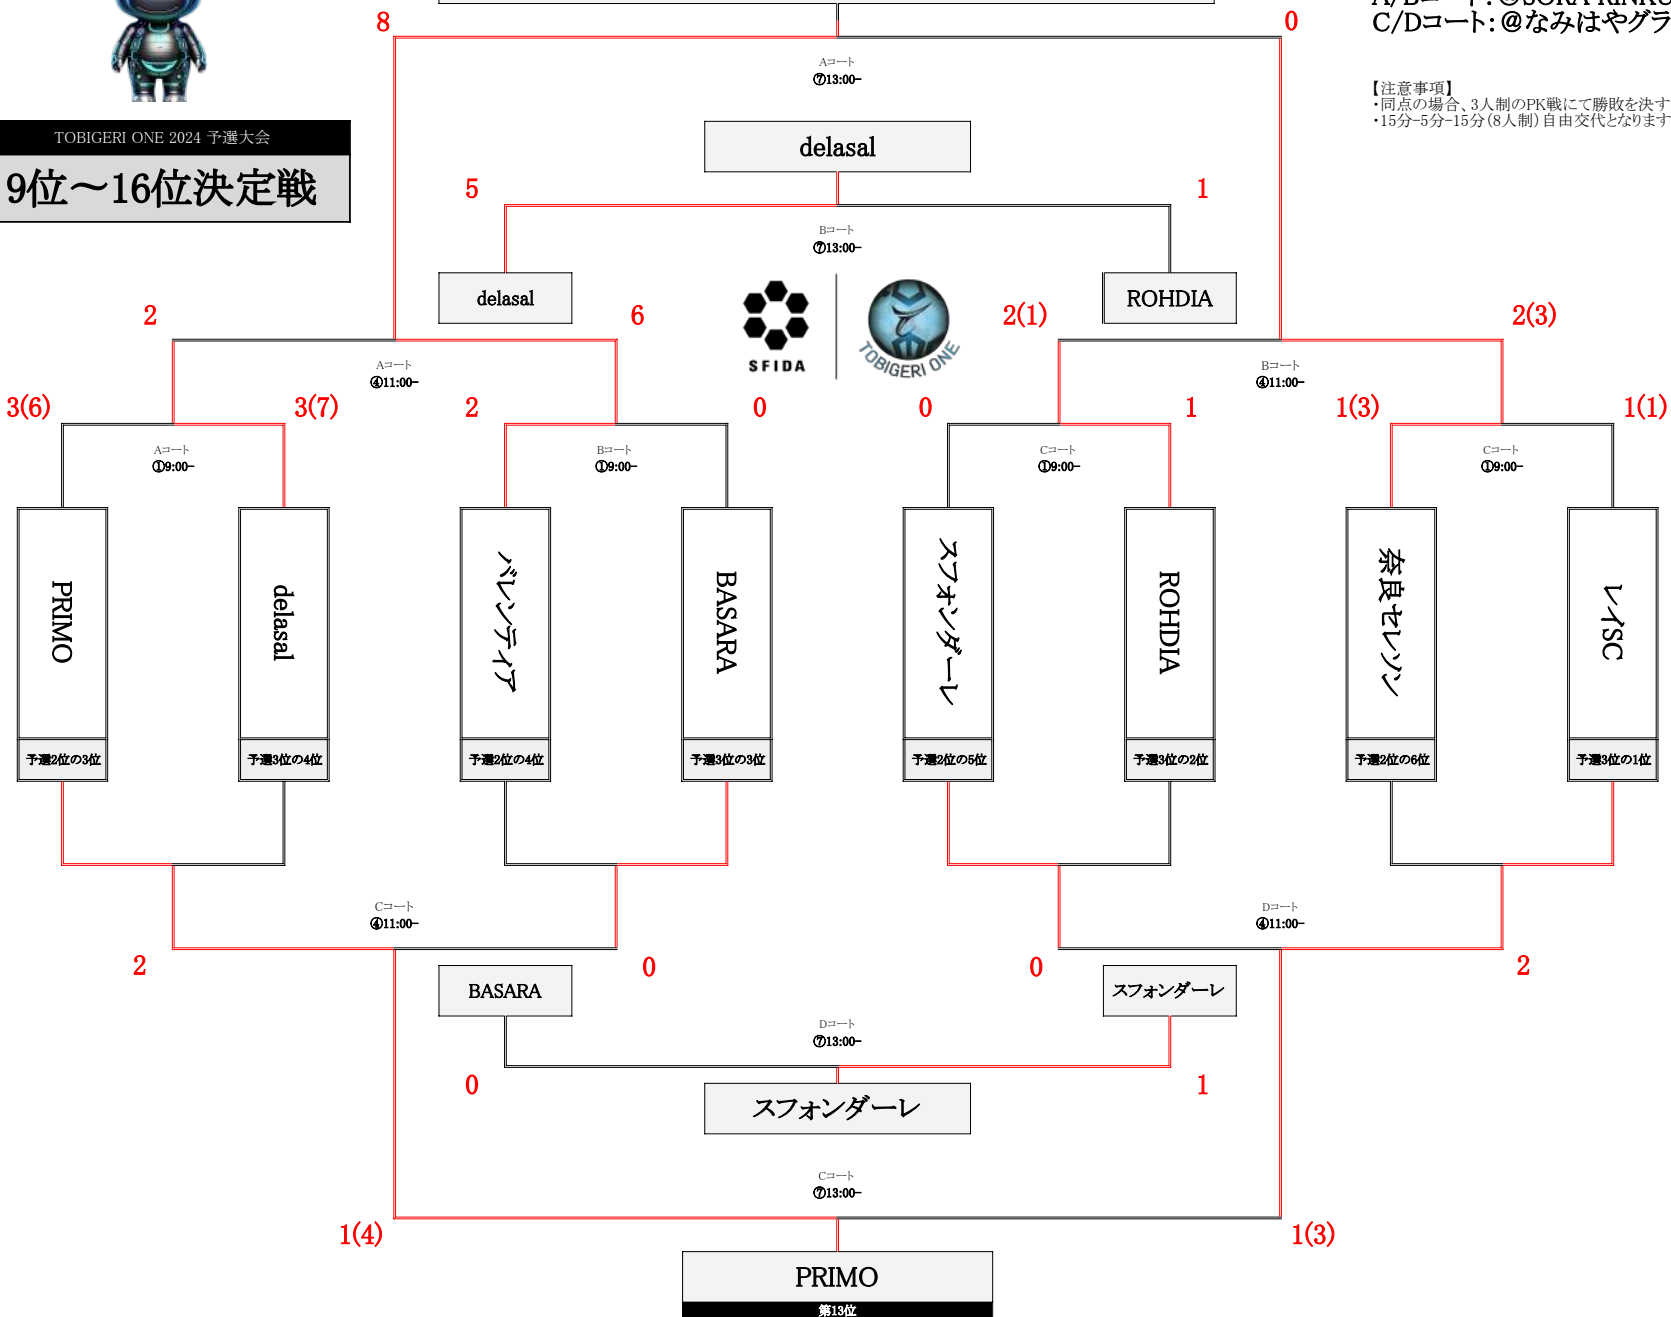 A/Bコート：@SORA RINKU
C/Dコート：@なみはやグラ
8
0
Aコート
⑦13:00-
【注意事項】
・同点の場合、3人制のPK戦にて勝敗を決す
・15分-5分-15分(8人制)自由交代となります
TOBIGERI ONE 2024 予選大会
9位～16位決定戦
delasal
5
1
Bコート
⑦13:00-
delasal
ROHDIA
SFIDA
TOBIGERI ONE
2
6
2(1)
2(3)
Aコート
④11:00-
Bコート
④11:00-
3(6)
3(7)
2
0
0
1
1(3)
1(1)
Aコート
①9:00-
Bコート
①9:00-
Cコート
①9:00-
Cコート
①9:00-
PRIMO
delasal
バレンティア
BASARA
スフォンダーレ
ROHDIA
奈良セレソン
レイSC
予選2位の3位
予選3位の4位
予選2位の4位
予選3位の3位
予選2位の5位
予選3位の2位
予選2位の6位
予選3位の1位
Cコート
④11:00-
Dコート
④11:00-
2
0
0
2
BASARA
スフォンダーレ
Dコート
⑦13:00-
0
1
スフォンダーレ
Cコート
⑦13:00-
1(4)
1(3)
PRIMO
第13位